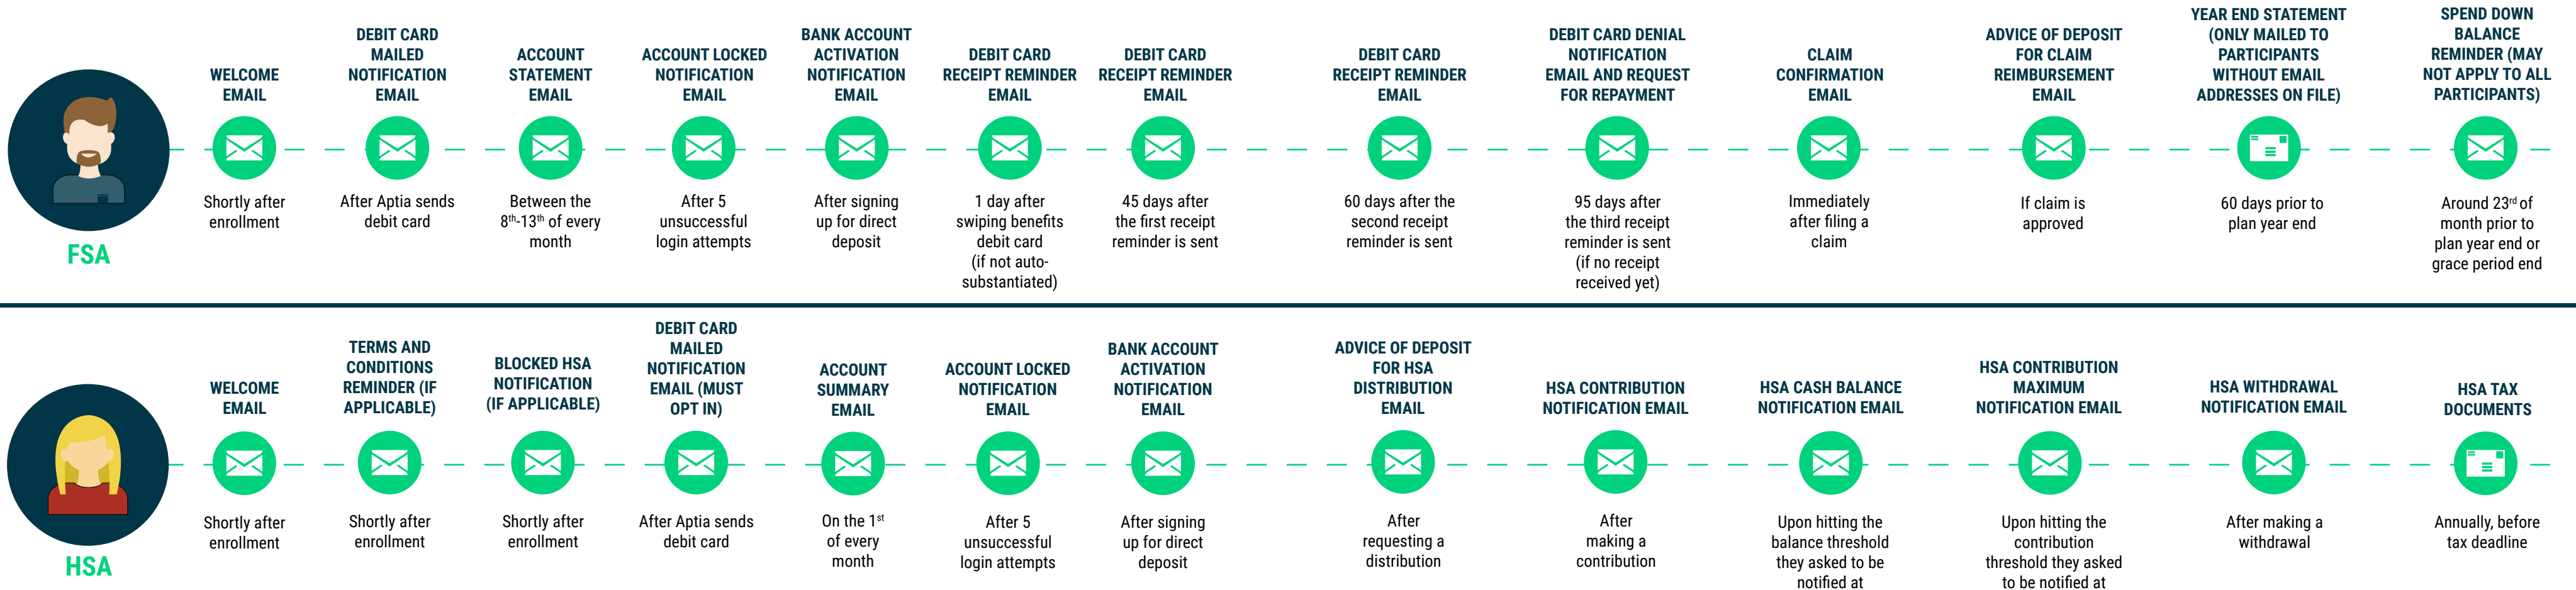 FSA
WELCOME
EMAIL
Shortly after
enrollment
DEBIT CARD
MAILED
NOTIFICATION
EMAIL
After Aptia sends
debit card
ACCOUNT
STATEMENT
EMAIL
Between the
8th-13th of every
month
ACCOUNT LOCKED
NOTIFICATION
EMAIL
After 5
unsuccessful
login attempts
BANK ACCOUNT
ACTIVATION
NOTIFICATION
EMAIL
After signing
up for direct
deposit
DEBIT CARD
RECEIPT REMINDER
EMAIL
1 day after
swiping benefits
debit card
(if not auto-
substantiated)
DEBIT CARD
RECEIPT REMINDER
EMAIL
45 days after
the first receipt
reminder is sent
DEBIT CARD
RECEIPT REMINDER
EMAIL
60 days after the
second receipt
reminder is sent
DEBIT CARD DENIAL
NOTIFICATION
EMAIL AND REQUEST
FOR REPAYMENT
95 days after
the third receipt
reminder is sent
(if no receipt
received yet)
CLAIM
CONFIRMATION
EMAIL
Immediately
after filing a
claim
ADVICE OF DEPOSIT
FOR CLAIM
REIMBURSEMENT
EMAIL
If claim is
approved
YEAR END STATEMENT
(ONLY MAILED TO
PARTICIPANTS
WITHOUT EMAIL
ADDRESSES ON FILE)
60 days prior to
plan year end
SPEND DOWN
BALANCE
REMINDER (MAY
NOT APPLY TO ALL
PARTICIPANTS)
Around 23rd of
month prior to
plan year end or
grace period end
HSA
WELCOME
EMAIL
Shortly after
enrollment
TERMS AND
CONDITIONS
REMINDER (IF
APPLICABLE)
Shortly after
enrollment
BLOCKED HSA
NOTIFICATION
(IF APPLICABLE)
Shortly after
enrollment
DEBIT CARD
MAILED
NOTIFICATION
EMAIL (MUST
OPT IN)
After Aptia sends
debit card
ACCOUNT
SUMMARY
EMAIL
On the 1st
of every
month
ACCOUNT LOCKED
NOTIFICATION
EMAIL
After 5
unsuccessful
login attempts
BANK ACCOUNT
ACTIVATION
NOTIFICATION
EMAIL
After signing
up for direct
deposit
ADVICE OF DEPOSIT
FOR HSA
DISTRIBUTION
EMAIL
After
requesting a
distribution
HSA CONTRIBUTION
NOTIFICATION EMAIL
After
making a
contribution
HSA CASH BALANCE
NOTIFICATION EMAIL
Upon hitting the
balance threshold
they asked to be
notified at
HSA CONTRIBUTION
MAXIMUM
NOTIFICATION EMAIL
Upon hitting the
contribution
threshold they asked
to be notified at
HSA WITHDRAWAL
NOTIFICATION EMAIL
After making a
withdrawal
HSA TAX
DOCUMENTS
Annually, before
tax deadline